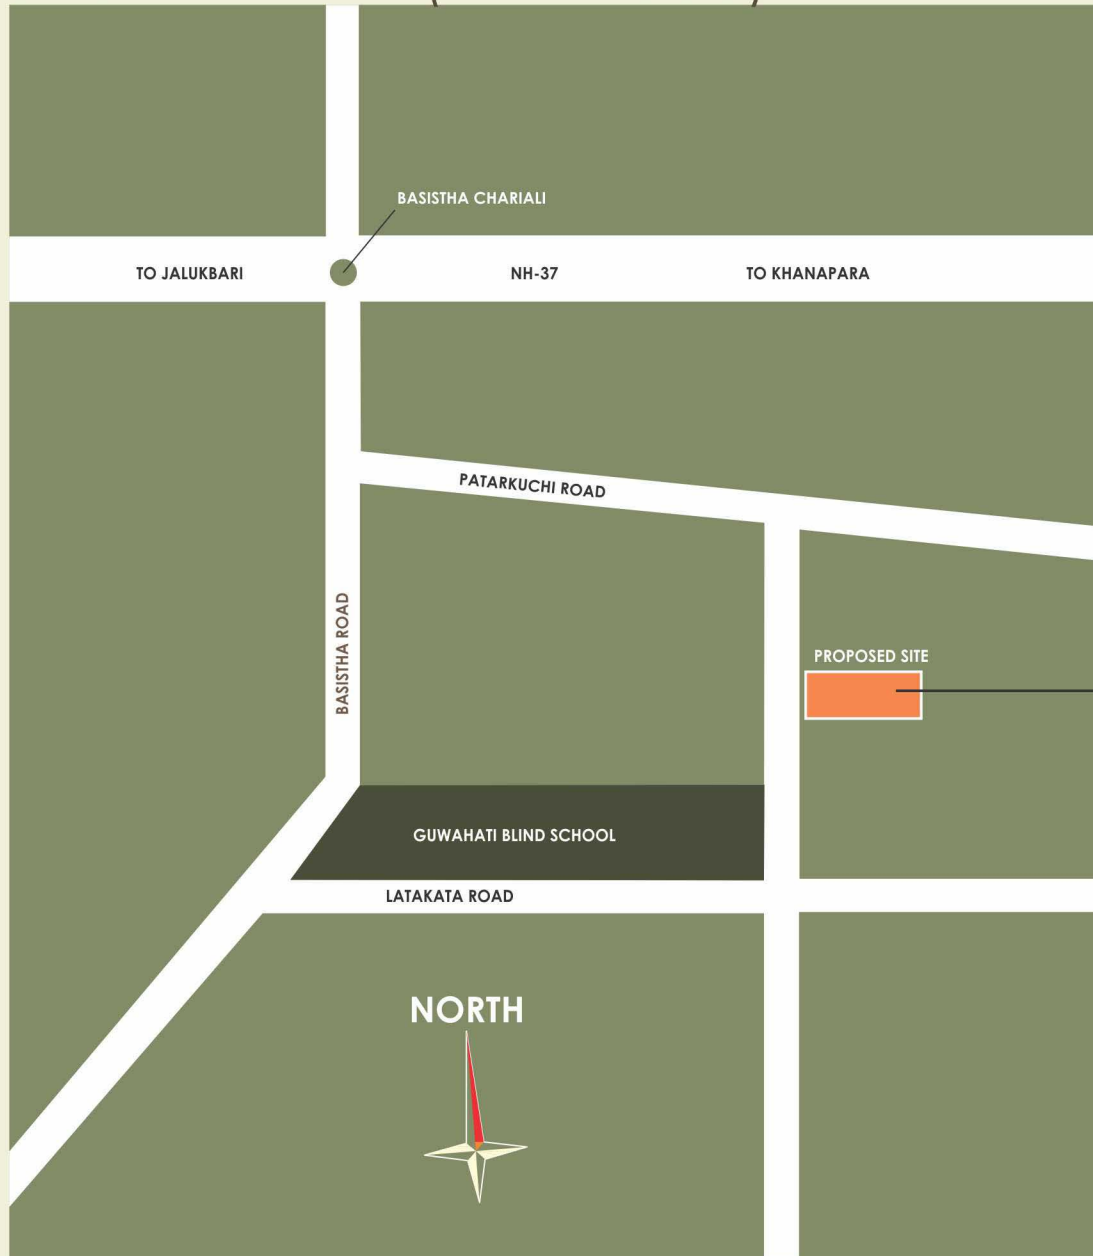 BASISTHA CHARIALI
TO JALUKBARI
NH-37
TO KHANAPARA
PATARKUCHI ROAD
BASISTHA ROAD
PROPOSED SITE
GUWAHATI BLIND SCHOOL
LATAKATA ROAD
NORTH